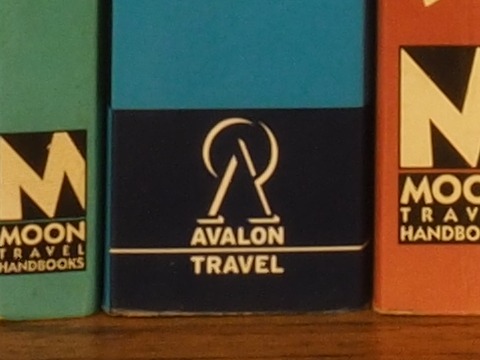 MOON
TRAVEL
HANDBOOKS
AVALON
TRAVEL
MOO
TRAV
HANDBO